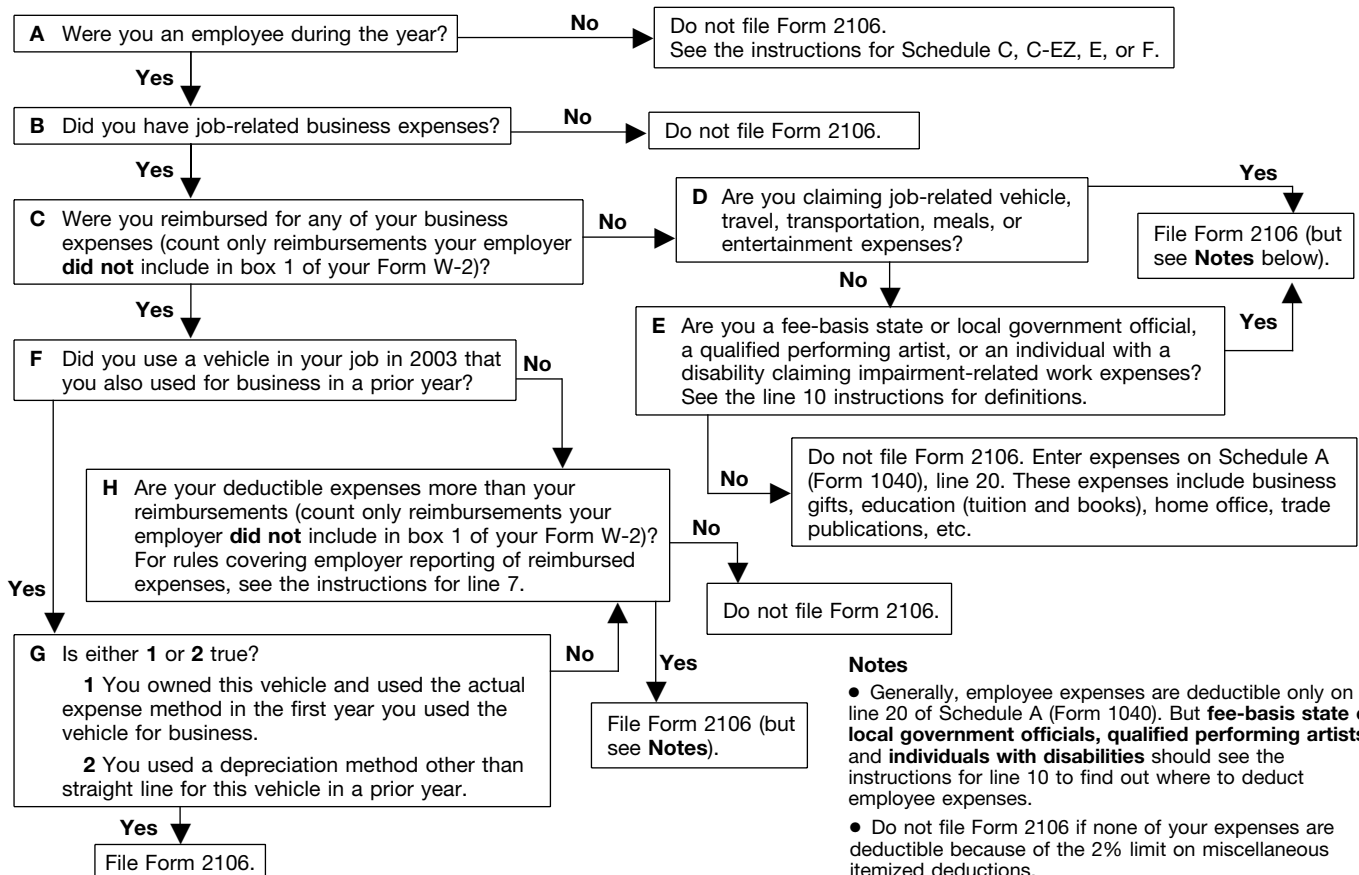 A Were you an employee during the year?
No
Do not file Form 2106.
See the instructions for Schedule C, C-EZ, E, or F.
Yes
B Did you have job-related business expenses?
No
Do not file Form 2106.
Yes
C Were you reimbursed for any of your business
expenses (count only reimbursements your employer
did not include in box 1 of your Form W-2)?
No
D Are you claiming job-related vehicle,
travel, transportation, meals, or
entertainment expenses?
Yes
File Form 2106 (but
see Notes below).
No
Yes
E Are you a fee-basis state or local government official,
a qualified performing artist, or an individual with a
disability claiming impairment-related work expenses?
See the line 10 instructions for definitions.
Yes
F Did you use a vehicle in your job in 2003 that
you also used for business in a prior year?
No
No
Do not file Form 2106. Enter expenses on Schedule A
(Form 1040), line 20. These expenses include business
gifts, education (tuition and books), home office, trade
publications, etc.
H Are your deductible expenses more than your
reimbursements (count only reimbursements your
employer did not include in box 1 of your Form W-2)?
For rules covering employer reporting of reimbursed
expenses, see the instructions for line 7.
No
Do not file Form 2106.
Yes
G Is either 1 or 2 true?
1 You owned this vehicle and used the actual
expense method in the first year you used the
vehicle for business.
2 You used a depreciation method other than
straight line for this vehicle in a prior year.
No
Yes
File Form 2106 (but
see Notes).
Yes
File Form 2106.
Notes
● Generally, employee expenses are deductible only on
line 20 of Schedule A (Form 1040). But fee-basis state
local government officials, qualified performing artists
and individuals with disabilities should see the
instructions for line 10 to find out where to deduct
employee expenses.
● Do not file Form 2106 if none of your expenses are
deductible because of the 2% limit on miscellaneous
itemized deductions.